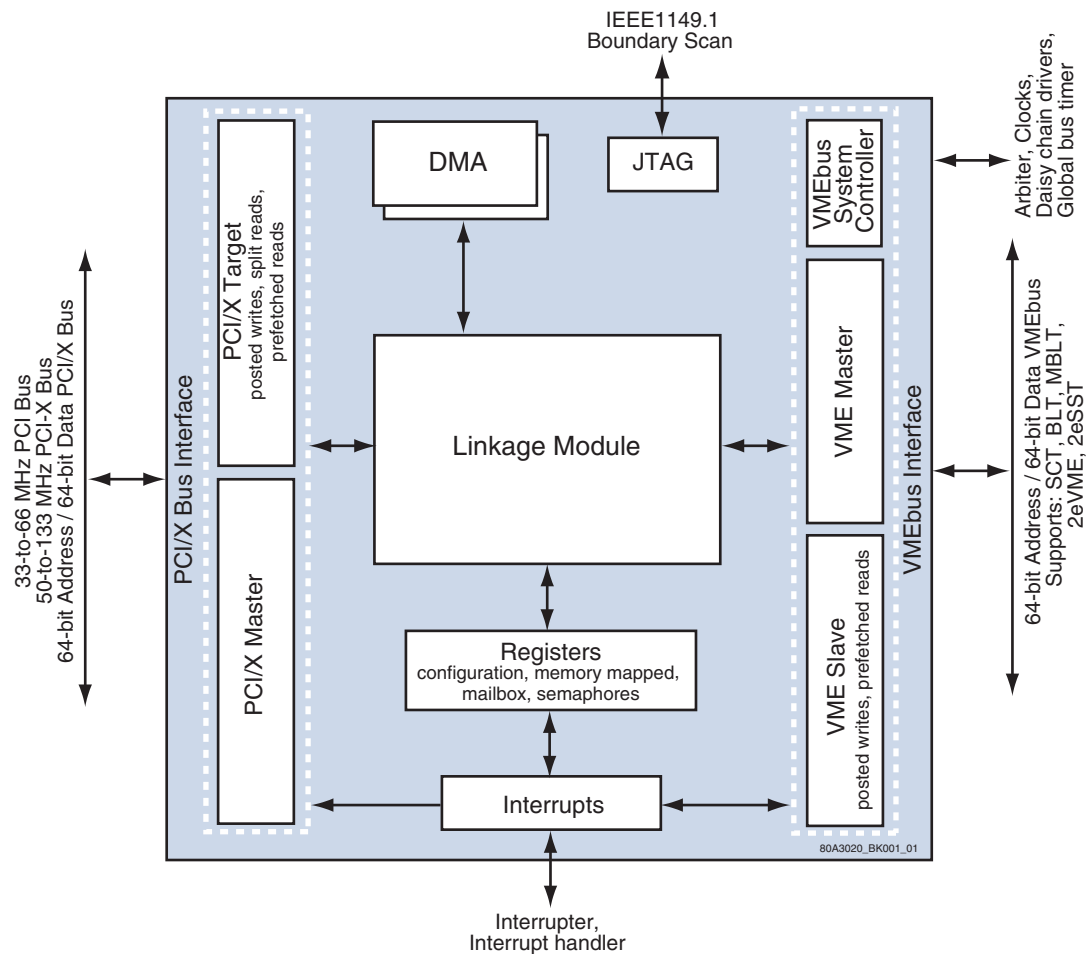 IEEE1149.1
Boundary Scan
Arbiter, Clocks,
Daisy chain drivers,
Global bus timer
DMA
JTAG
VMEbus
System
Controller
PCI/X Target
posted writes, split reads,
prefetched reads
33-to-66 MHz PCI Bus
50-to-133 MHz PCI-X Bus
64-bit Address / 64-bit Data PCI/X Bus
PCI/X Bus Interface
Linkage Module
VME Master
VMEbus Interface
64-bit Address / 64-bit Data VMEbus
Supports: SCT, BLT, MBLT,
2eVME, 2eSST
PCI/X Master
Registers
configuration, memory mapped,
mailbox, semaphores
VME Slave
posted writes, prefetched reads
Interrupts
80A3020_BK001_01
Interrupter,
Interrupt handler